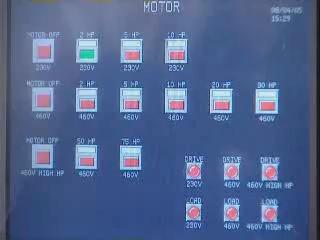 MOTOR
08/04/05
15:29
MOTOR OFF 2 HP 5 HP 10 HP
230V 230V 230V 230V
MOTOR OFF 2 HP 5 HP 10 HP 20 HP 30 HP
460V 460V 460V 460V 460V 460V
MOTOR OFF 50 HP 75 HP
460V HIGH HP 460V 460V
DRIVE DRIVE DRIVE
230V 460V 460V HIGH HP
LOAD LOAD LOAD
230V 460V 460V HIGH HP